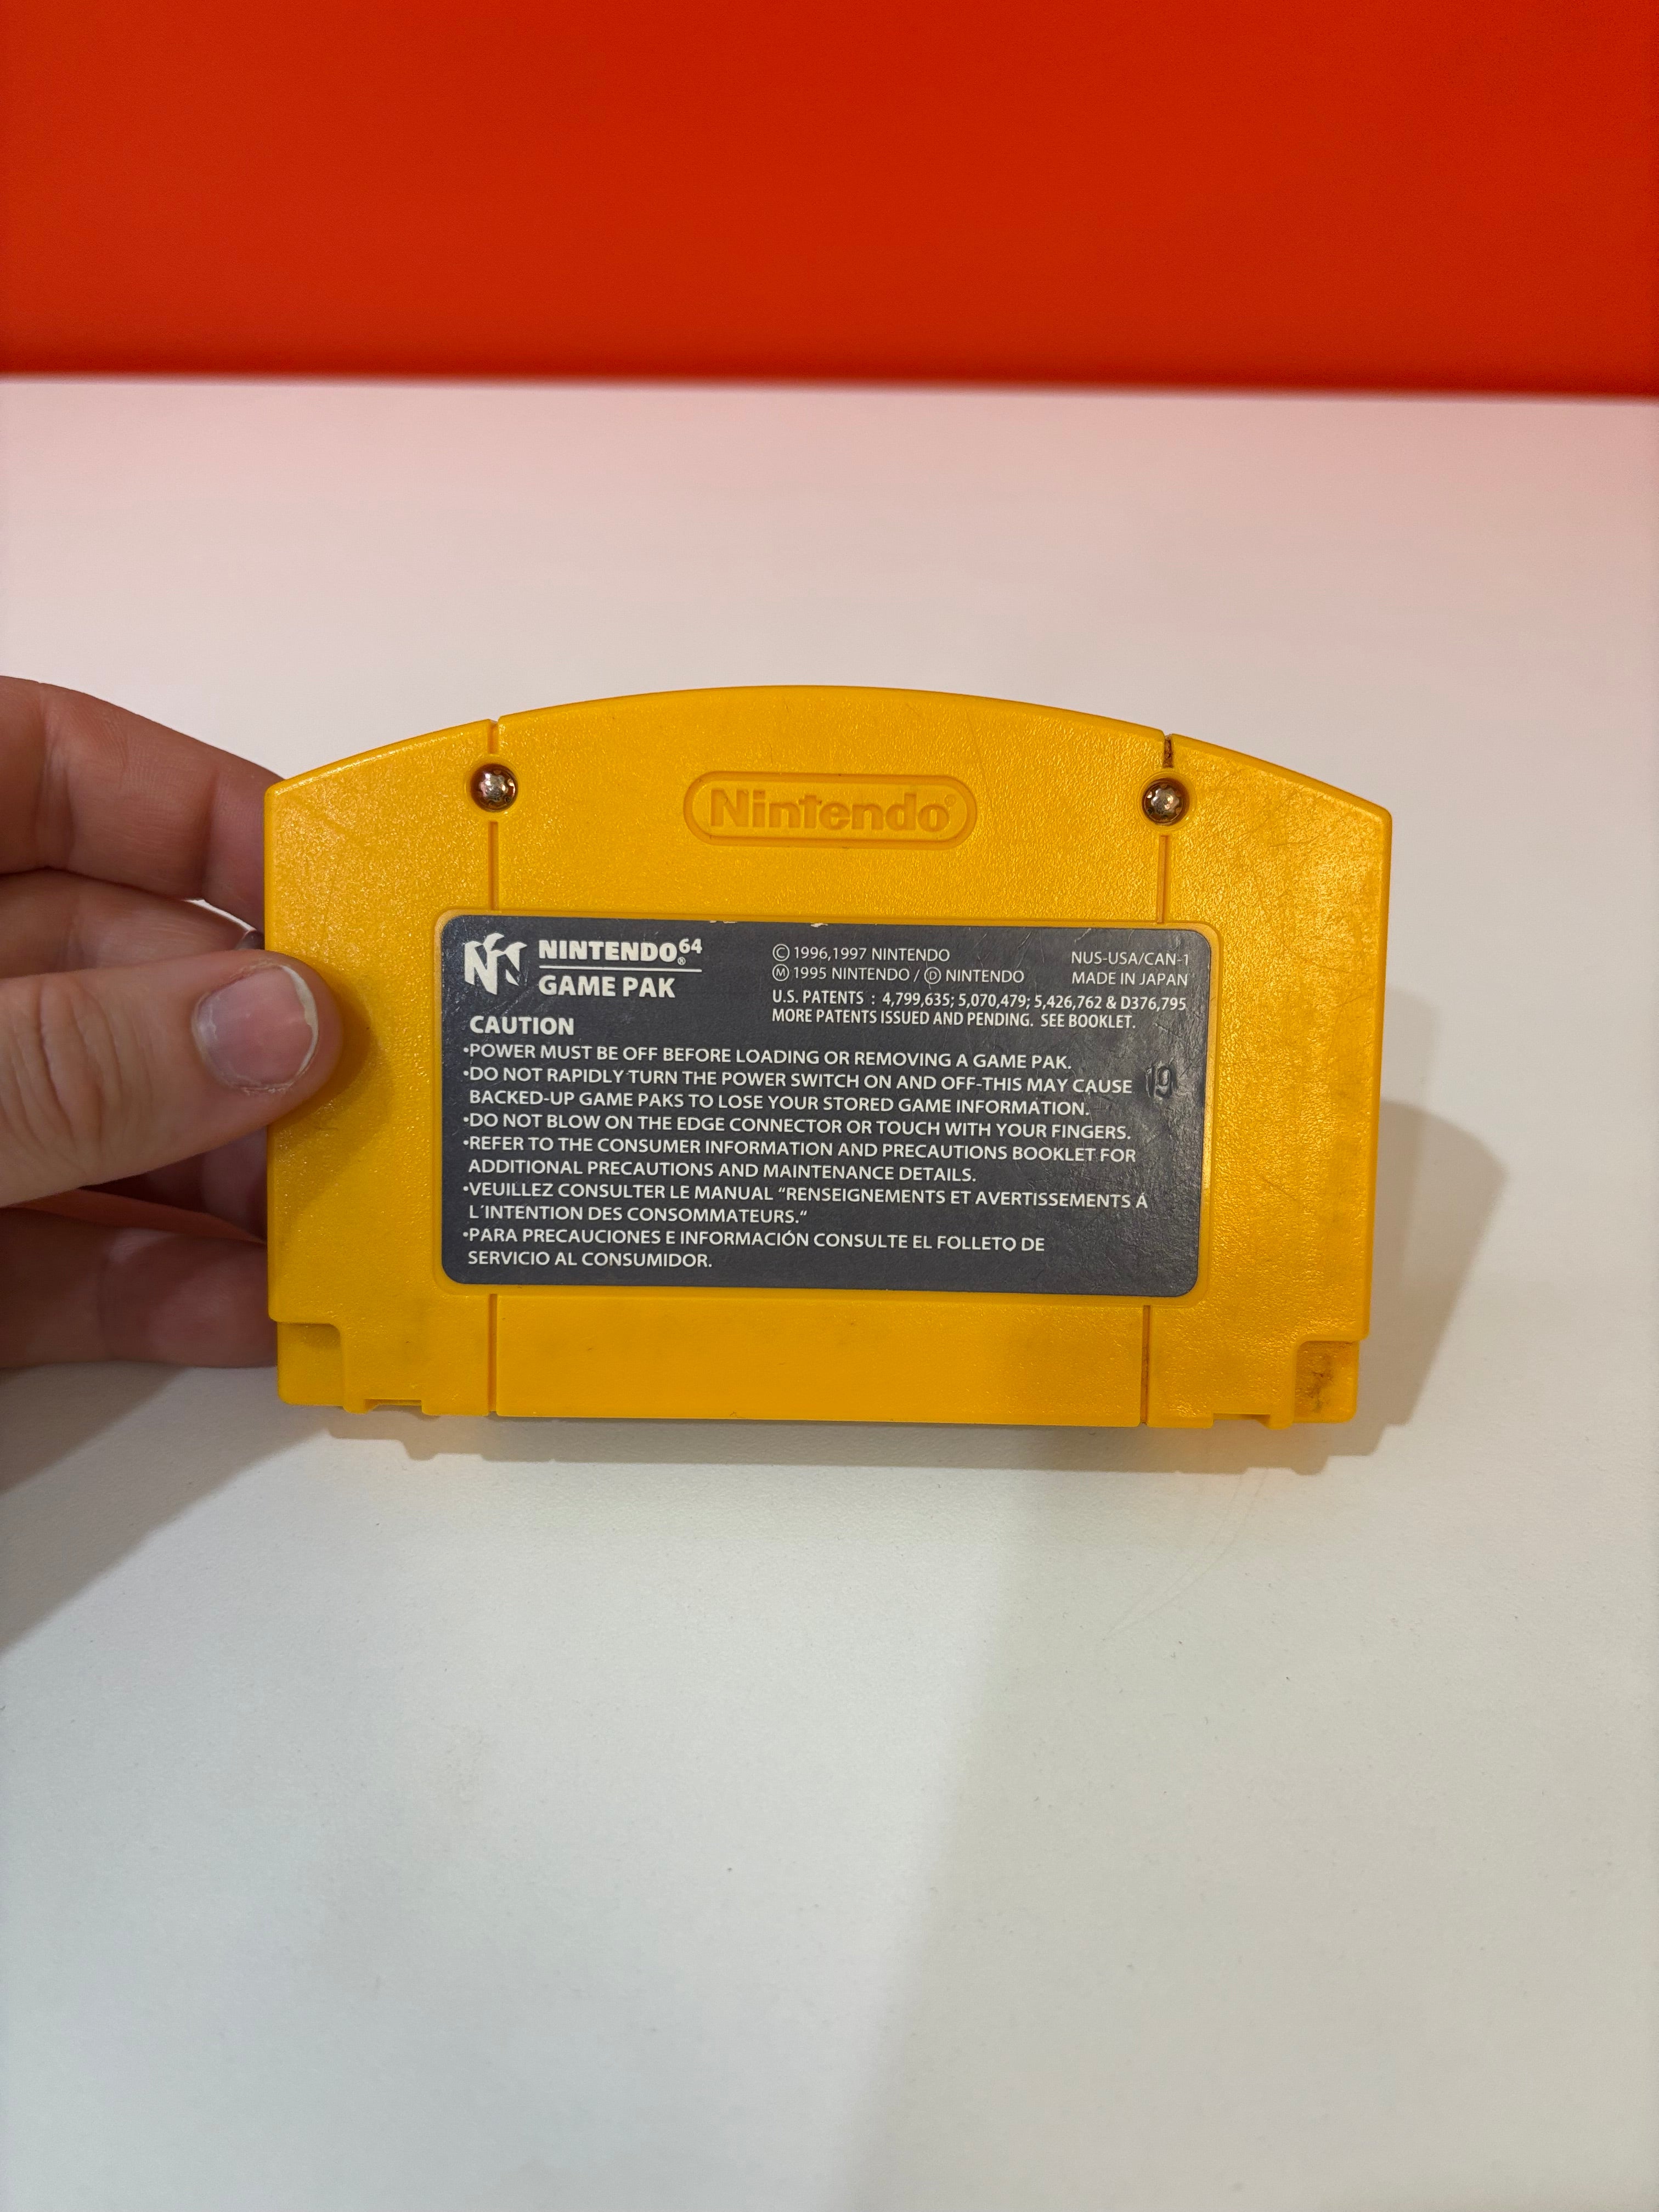 Nintendo®
NINTENDO⁶⁴®
GAME PAK
© 1996,1997 NINTENDO
Ⓜ 1995 NINTENDO / Ⓓ NINTENDO
NUS-USA/CAN-1
MADE IN JAPAN
U.S. PATENTS : 4,799,635; 5,070,479; 5,426,762 & D376,795
MORE PATENTS ISSUED AND PENDING. SEE BOOKLET.
CAUTION
•POWER MUST BE OFF BEFORE LOADING OR REMOVING A GAME PAK.
•DO NOT RAPIDLY TURN THE POWER SWITCH ON AND OFF-THIS MAY CAUSE
BACKED-UP GAME PAKS TO LOSE YOUR STORED GAME INFORMATION.
•DO NOT BLOW ON THE EDGE CONNECTOR OR TOUCH WITH YOUR FINGERS.
•REFER TO THE CONSUMER INFORMATION AND PRECAUTIONS BOOKLET FOR
ADDITIONAL PRECAUTIONS AND MAINTENANCE DETAILS.
•VEUILLEZ CONSULTER LE MANUAL "RENSEIGNEMENTS ET AVERTISSEMENTS Á
L´INTENTION DES CONSOMMATEURS."
•PARA PRECAUCIONES E INFORMACIÓN CONSULTE EL FOLLETO DE
SERVICIO AL CONSUMIDOR.
19